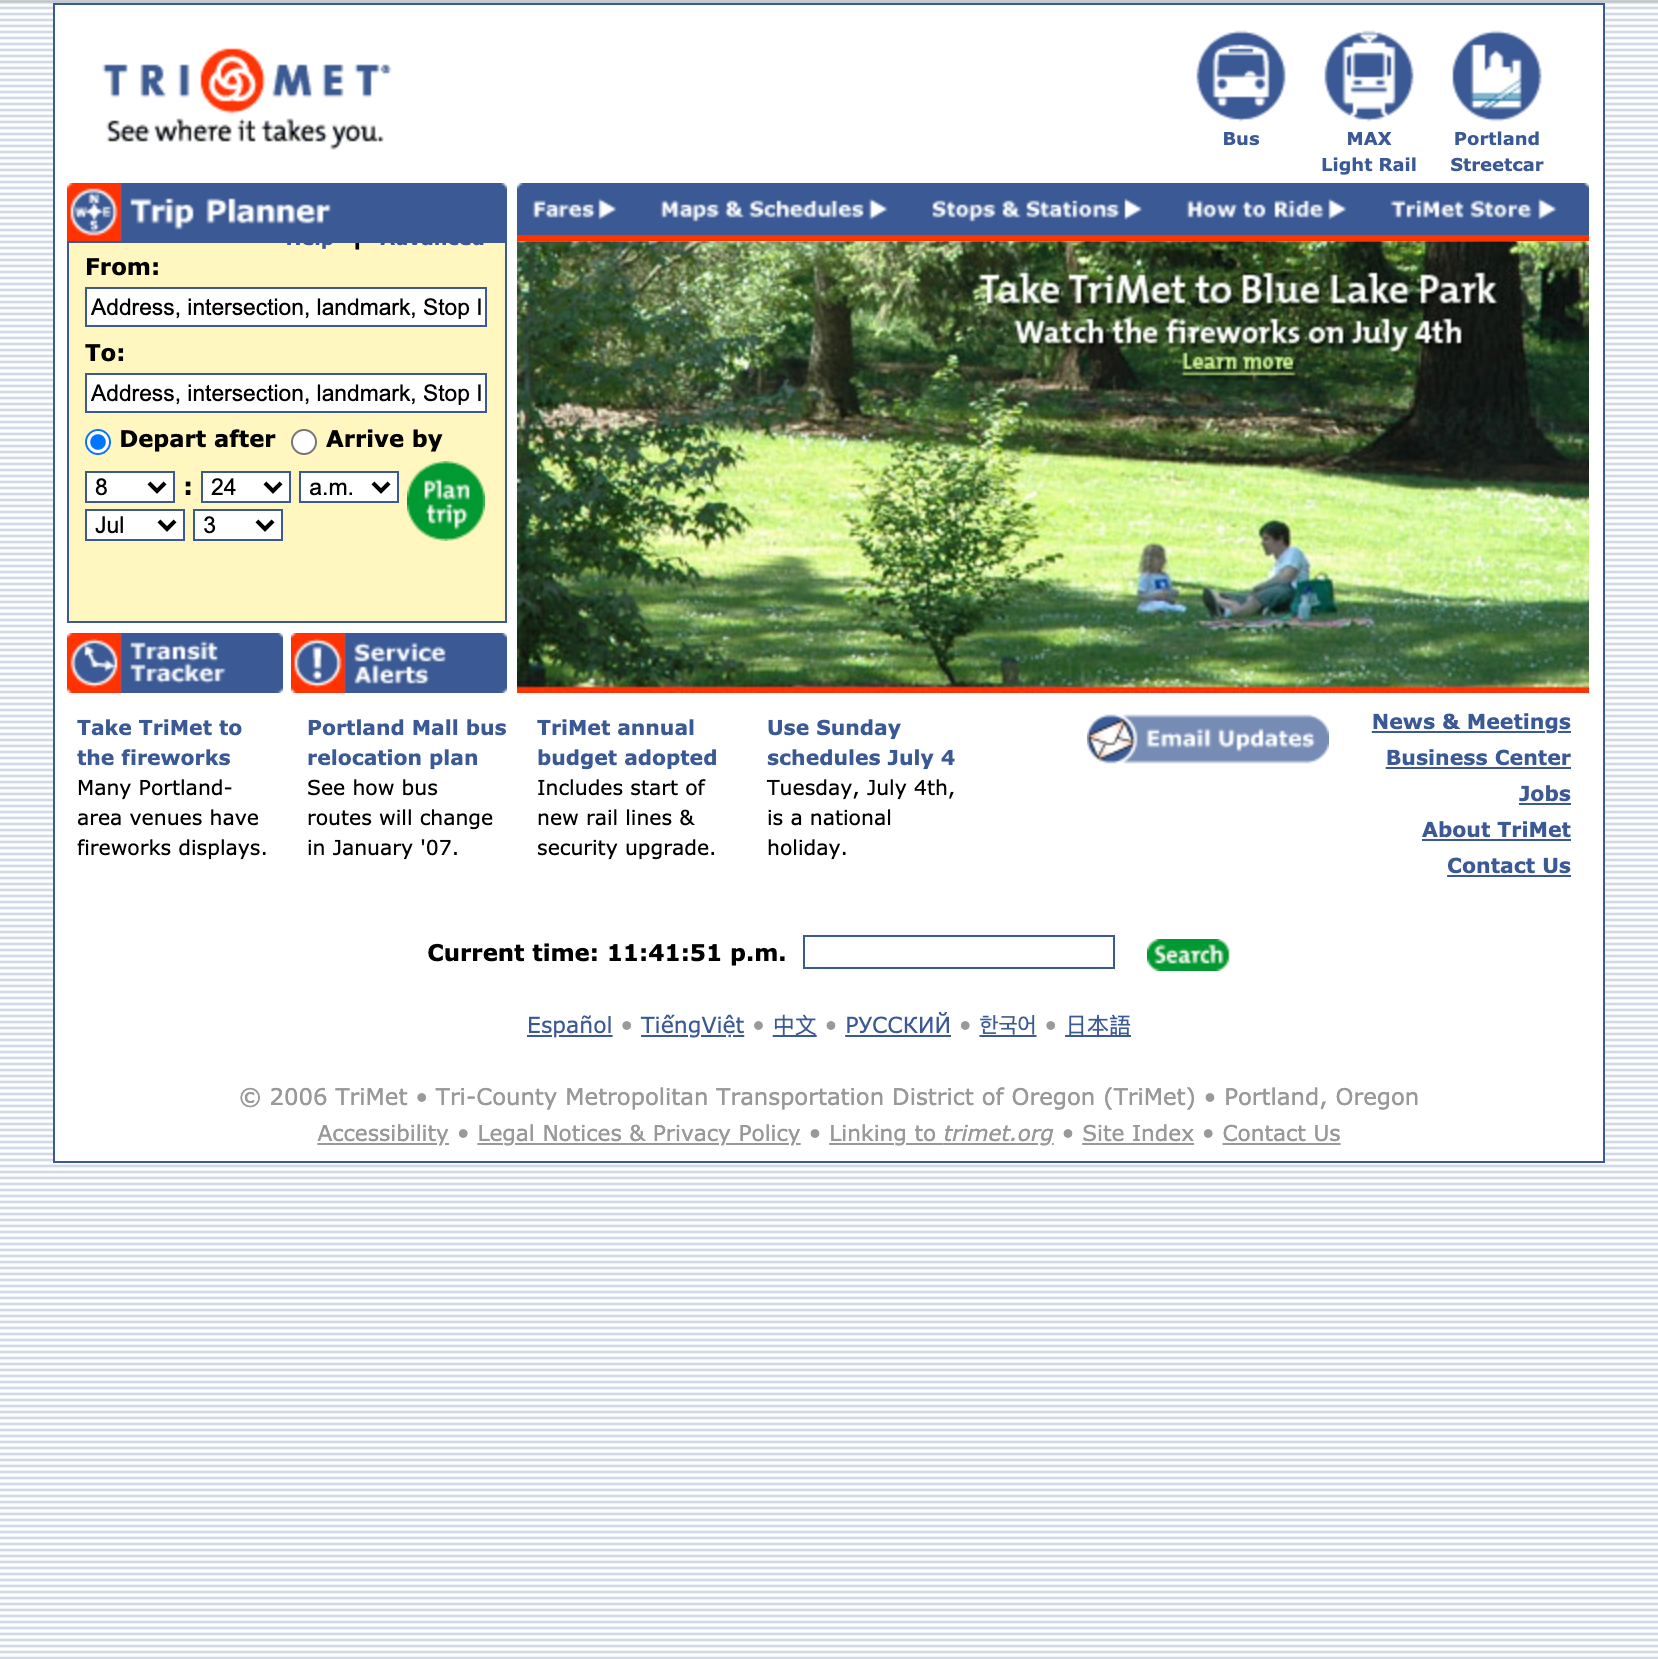 TRI MET®
See where it takes you.
Bus
MAX
Light Rail
Portland
Streetcar
N
W E
S
Trip Planner
Fares
Maps & Schedules
Stops & Stations
How to Ride
TriMet Store
Help | Advanced
From:
Address, intersection, landmark, Stop I
To:
Address, intersection, landmark, Stop I
Depart after
Arrive by
8 : 24 a.m.
Jul 3
Plan
trip
Take TriMet to Blue Lake Park
Watch the fireworks on July 4th
Learn more
Transit
Tracker
Service
Alerts
Take TriMet to
the fireworks
Many Portland-
area venues have
fireworks displays.
Portland Mall bus
relocation plan
See how bus
routes will change
in January '07.
TriMet annual
budget adopted
Includes start of
new rail lines &
security upgrade.
Use Sunday
schedules July 4
Tuesday, July 4th,
is a national
holiday.
Email Updates
News & Meetings
Business Center
Jobs
About TriMet
Contact Us
Current time: 11:41:51 p.m.
Search
Español • TiếngViệt • 中文 • РУССКИЙ • 한국어 • 日本語
© 2006 TriMet • Tri-County Metropolitan Transportation District of Oregon (TriMet) • Portland, Oregon
Accessibility • Legal Notices & Privacy Policy • Linking to trimet.org • Site Index • Contact Us